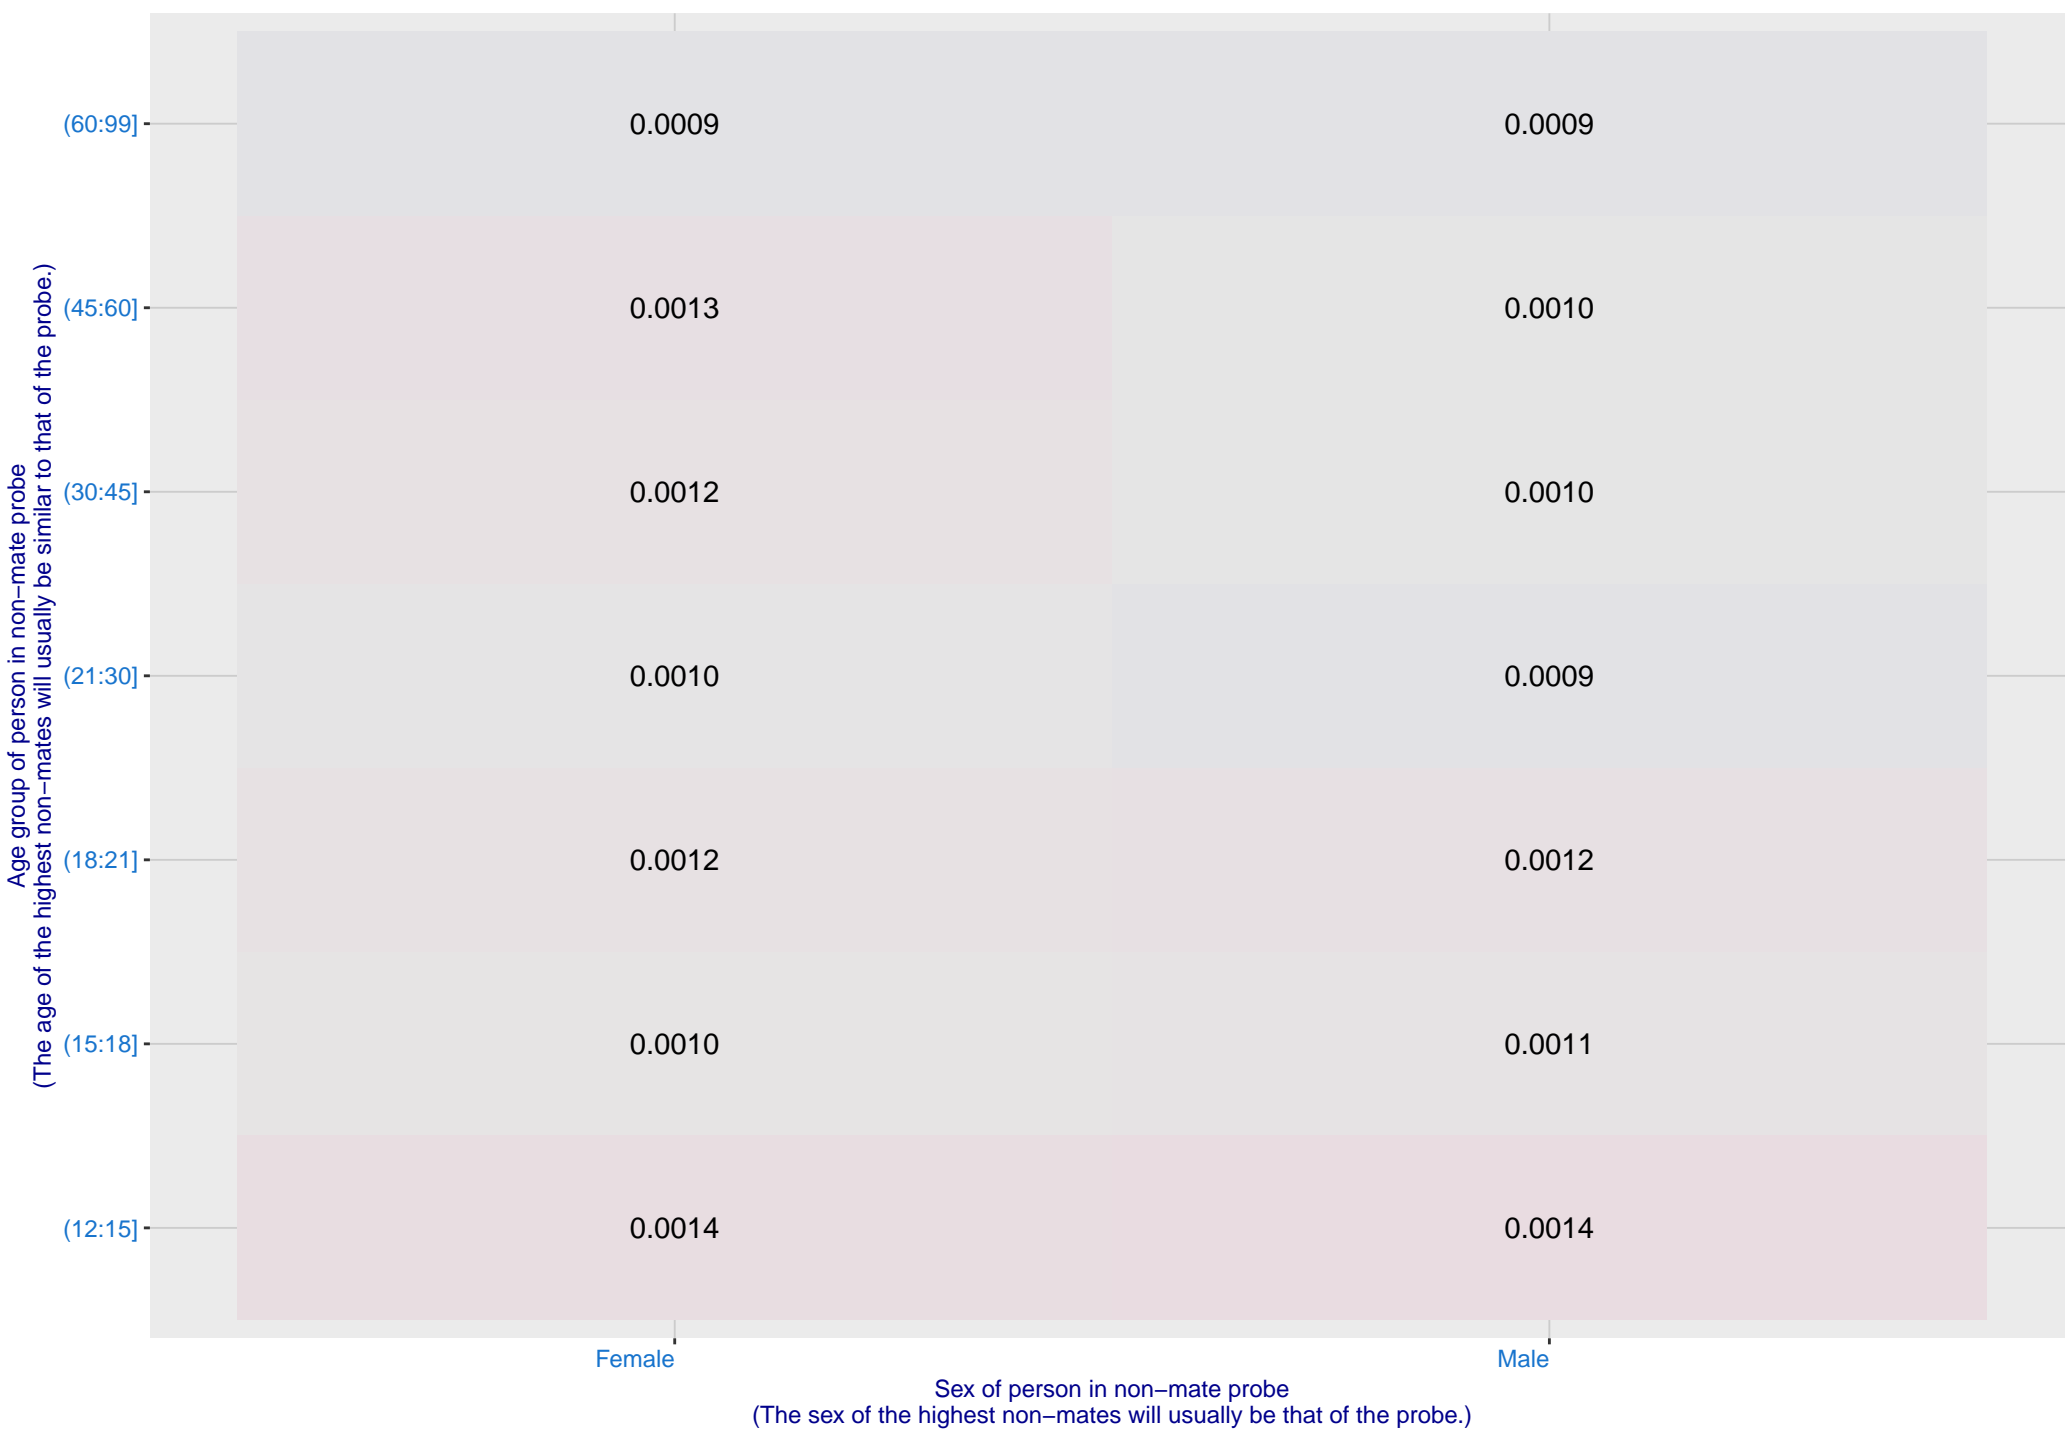 Age group of person in non−mate probe
(The age of the highest non−mates will usually be similar to that of the probe.)
(60:99] 0.0009 0.0009
(45:60] 0.0013 0.0010
(30:45] 0.0012 0.0010
(21:30] 0.0010 0.0009
(18:21] 0.0012 0.0012
(15:18] 0.0010 0.0011
(12:15] 0.0014 0.0014
Female Male
Sex of person in non−mate probe
(The sex of the highest non−mates will usually be that of the probe.)